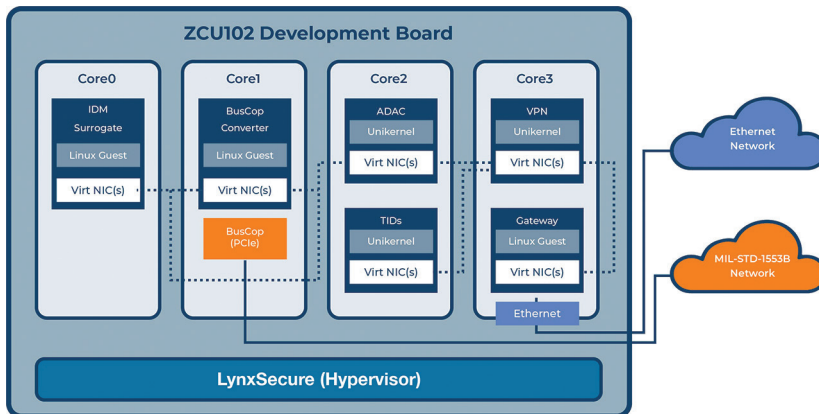 ZCU102 Development Board
Core0
IDM
Surrogate
Linux Guest
Virt NIC(s)
Core1
BusCop
Converter
Linux Guest
Virt NIC(s)
BusCop
(PCIe)
Core2
ADAC
Unikernel
Virt NIC(s)
TIDs
Unikernel
Virt NIC(s)
Core3
VPN
Unikernel
Virt NIC(s)
Gateway
Linux Guest
Virt NIC(s)
Ethernet
Ethernet
Network
MIL-STD-1553B
Network
LynxSecure (Hypervisor)